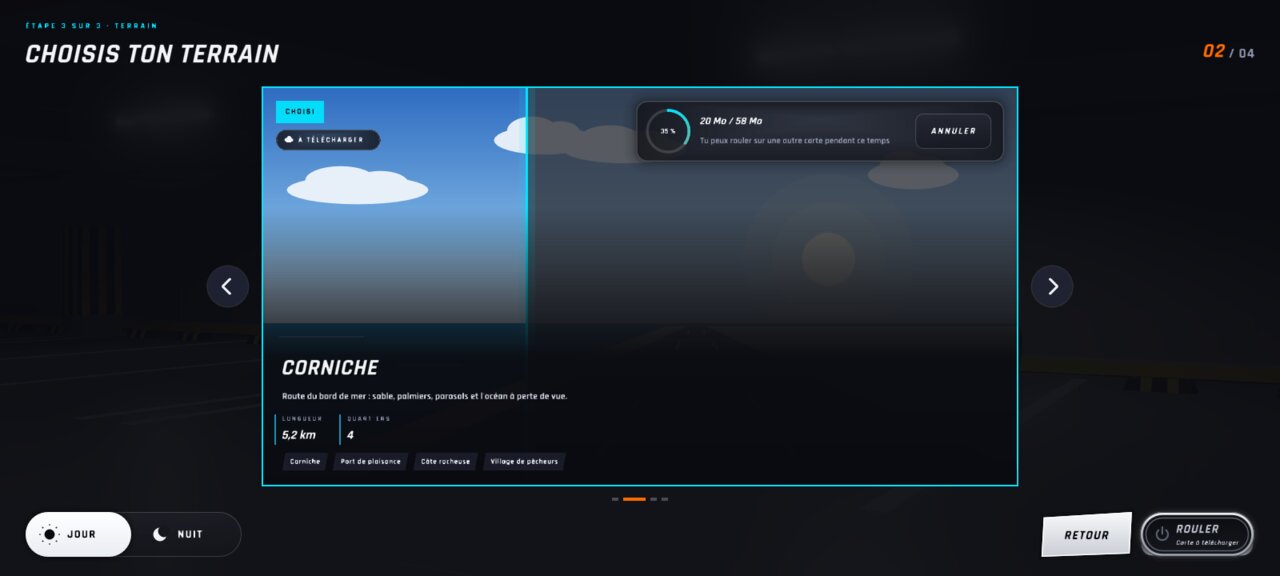 ÉTAPE 3 SUR 3 · TERRAIN
CHOISIS TON TERRAIN
02 / 04
CHOISI
À TÉLÉCHARGER
35 %
20 Mo / 58 Mo
Tu peux rouler sur une autre carte pendant ce temps
ANNULER
CORNICHE
Route du bord de mer : sable, palmiers, parasols et l'océan à perte de vue.
LONGUEUR
QUARTIERS
5,2 km
4
Corniche
Port de plaisance
Côte rocheuse
Village de pêcheurs
JOUR
NUIT
RETOUR
ROULER
Carte à télécharger